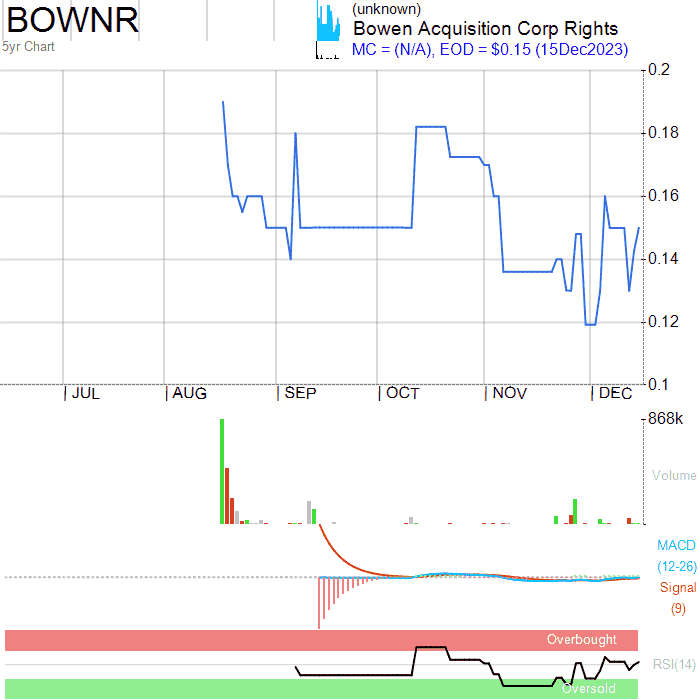 BOWNR
5yr Chart
(unknown)
Bowen Acquisition Corp Rights
MC = (N/A), EOD = $0.15 (15Dec2023)
0.2
0.18
0.16
0.14
0.12
0.1
JUL
AUG
SEP
OCT
NOV
DEC
868k
Volume
MACD
(12-26)
Signal
(9)
Overbought
RSI(14)
Oversold